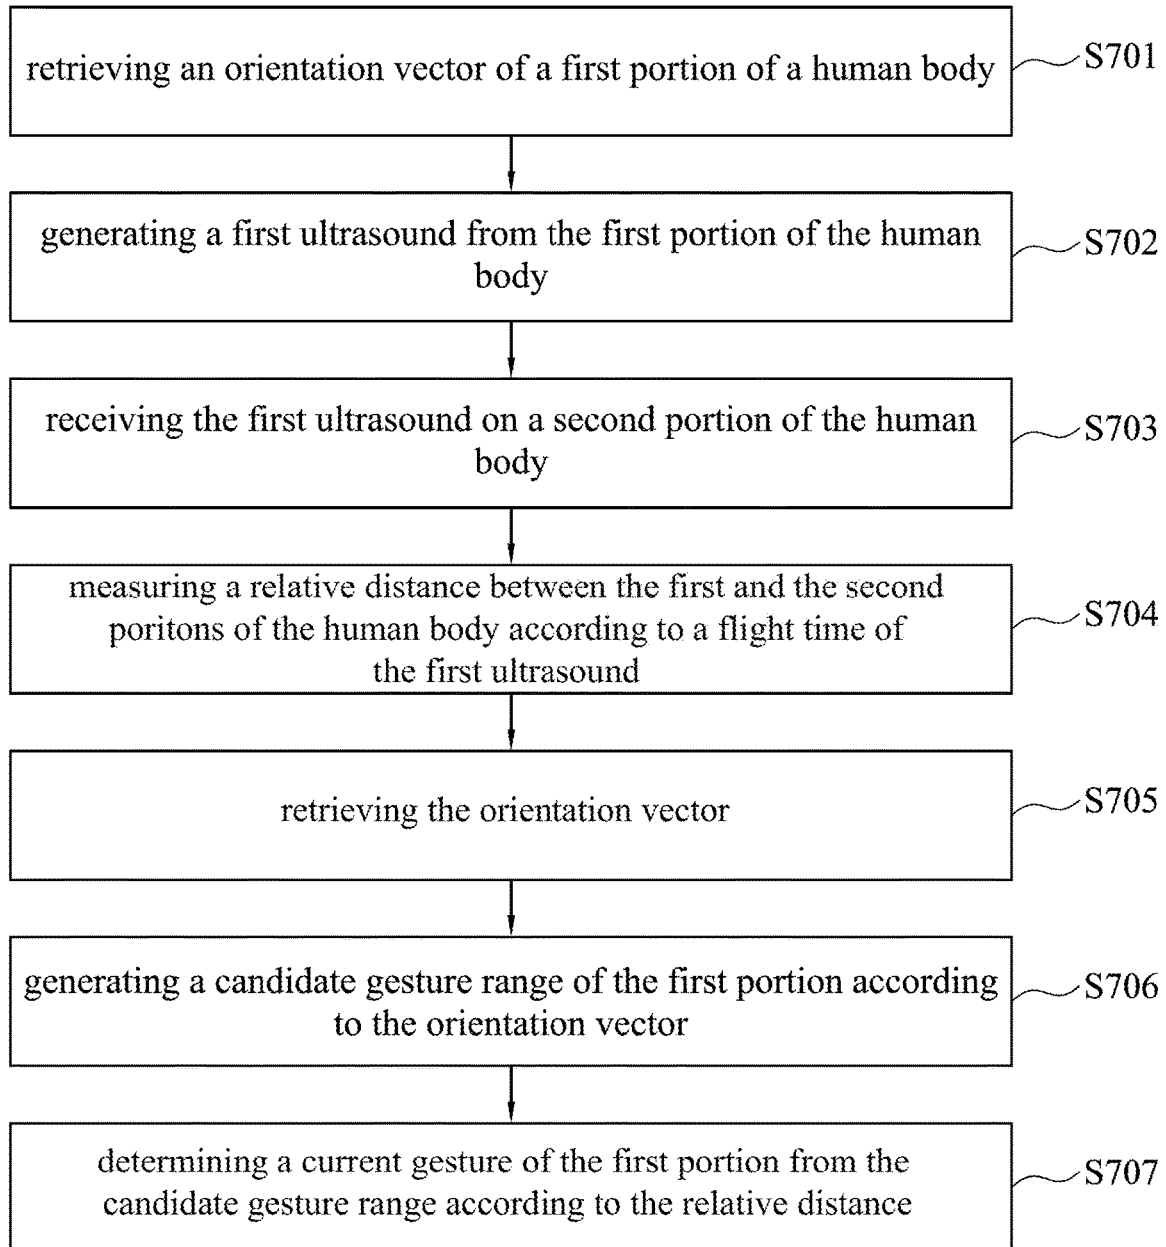 retrieving an orientation vector of a first portion of a human body
S701
generating a first ultrasound from the first portion of the human
body
S702
receiving the first ultrasound on a second portion of the human
body
S703
measuring a relative distance between the first and the second
poritons of the human body according to a flight time of
the first ultrasound
S704
retrieving the orientation vector
S705
generating a candidate gesture range of the first portion according
to the orientation vector
S706
determining a current gesture of the first portion from the
candidate gesture range according to the relative distance
S707